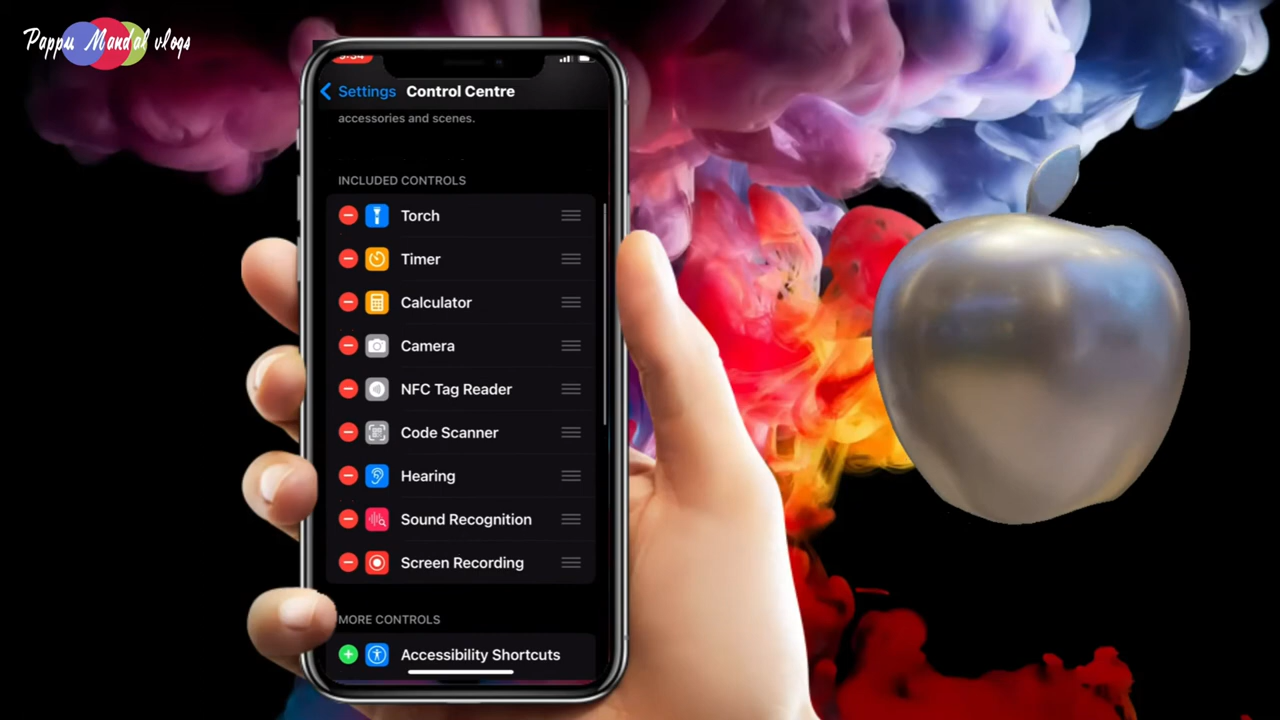 Pappu Mandal vlogs
Settings Control Centre
accessories and scenes.
INCLUDED CONTROLS
Torch
Timer
Calculator
Camera
NFC Tag Reader
Code Scanner
Hearing
Sound Recognition
Screen Recording
MORE CONTROLS
Accessibility Shortcuts